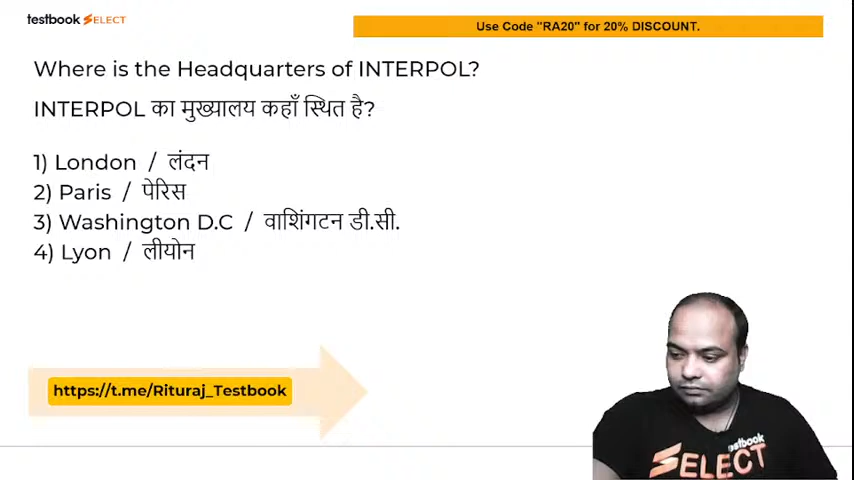 testbook SELECT
Use Code "RA20" for 20% DISCOUNT.
Where is the Headquarters of INTERPOL?
INTERPOL का मुख्यालय कहाँ स्थित है?
1) London / लंदन
2) Paris / पेरिस
3) Washington D.C / वाशिंगटन डी.सी.
4) Lyon / लीयोन
https://t.me/Rituraj_Testbook
testbook
SELECT